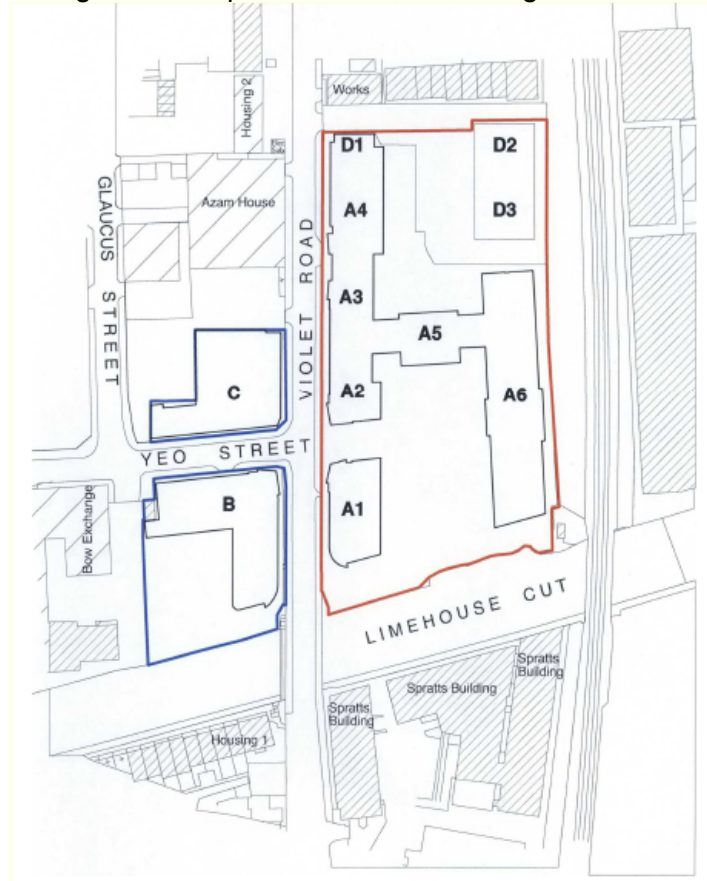 Works
Housing 2
D1
D2
Azam House
A4
D3
GLAUCUS STREET
VIOLET ROAD
A3
A5
C
A2
A6
YEO STREET
B
A1
Bow Exchange
LIMEHOUSE CUT
Spratts
Building
Spratts Building
Spratts
Building
Housing 1